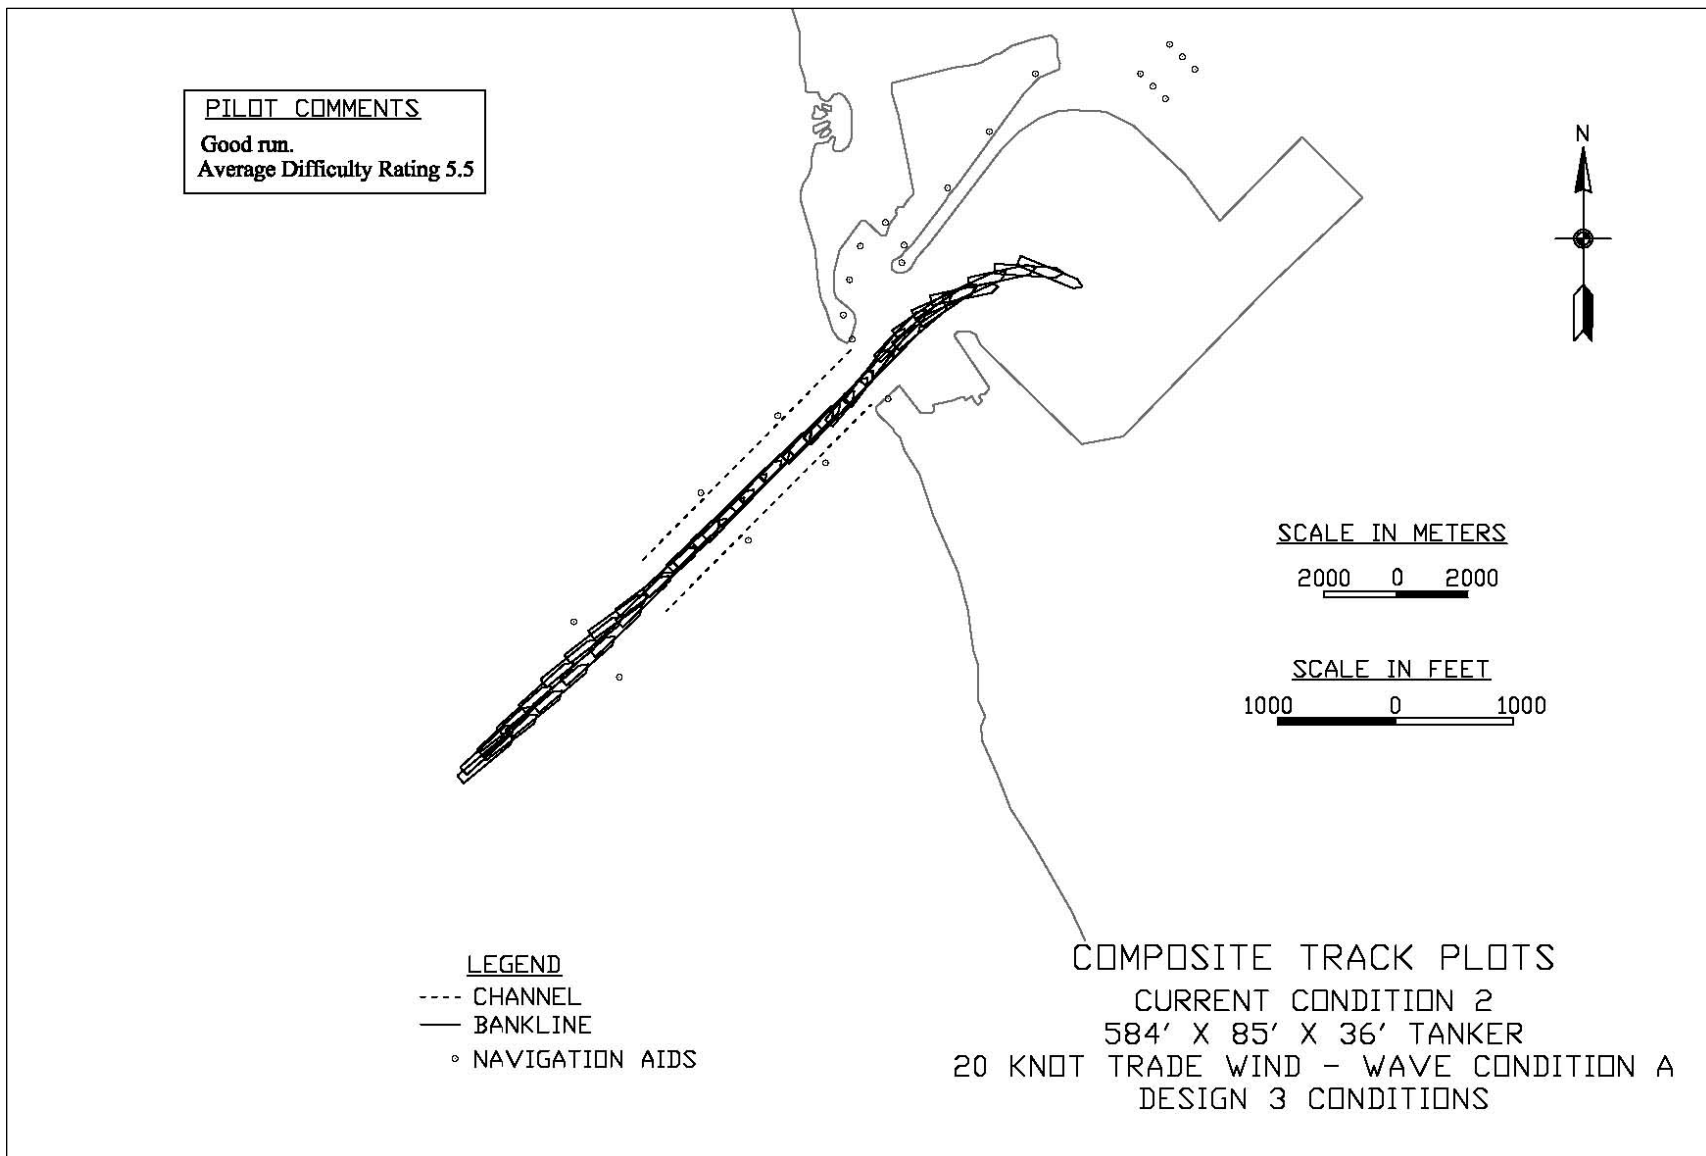 PILOT COMMENTS
Good run.
Average Difficulty Rating 5.5
N
SCALE IN METERS
2000 0 2000
SCALE IN FEET
1000 0 1000
LEGEND
CHANNEL
BANKLINE
NAVIGATION AIDS
COMPOSITE TRACK PLOTS
CURRENT CONDITION 2
584' X 85' X 36' TANKER
20 KNOT TRADE WIND - WAVE CONDITION A
DESIGN 3 CONDITIONS